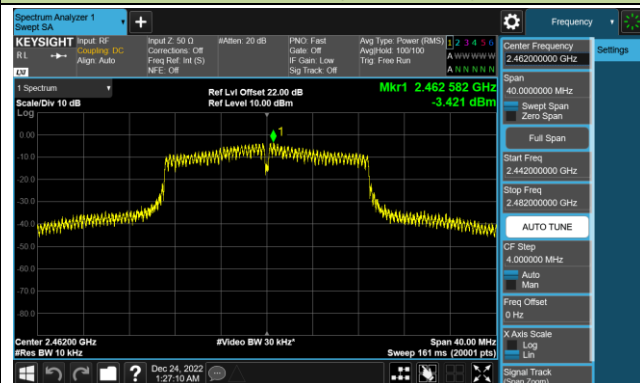 Spectrum Analyzer 1
Swept SA
Frequency
KEYSIGHT
RL
LXI
Input: RF
Coupling: DC
Align: Auto
Input Z: 50 Ω
Corrections: Off
Freq Ref: Int (S)
NFE: Off
#Atten: 20 dB
PNO: Fast
Gate: Off
IF Gain: Low
Sig Track: Off
Avg Type: Power (RMS)
Avg|Hold: 100/100
Trig: Free Run
1 2 3 4 5 6
A W W W W W
A N N N N N
Center Frequency
2.462000000 GHz
Settings
Span
40.0000000 MHz
Swept Span
Zero Span
Full Span
Start Freq
2.442000000 GHz
Stop Freq
2.482000000 GHz
AUTO TUNE
CF Step
4.000000 MHz
Auto
Man
Freq Offset
0 Hz
X Axis Scale
Log
Lin
Signal Track
(Span Zoom)
1 Spectrum
Scale/Div 10 dB
Log
Ref Lvl Offset 22.00 dB
Ref Level 10.00 dBm
Mkr1 2.462 582 GHz
-3.421 dBm
1
0.00
-10.0
-20.0
-30.0
-40.0
-50.0
-60.0
-70.0
-80.0
Center 2.46200 GHz
#Res BW 10 kHz
#Video BW 30 kHz*
Span 40.00 MHz
Sweep 161 ms (20001 pts)
?
Dec 24, 2022
1:27:10 AM